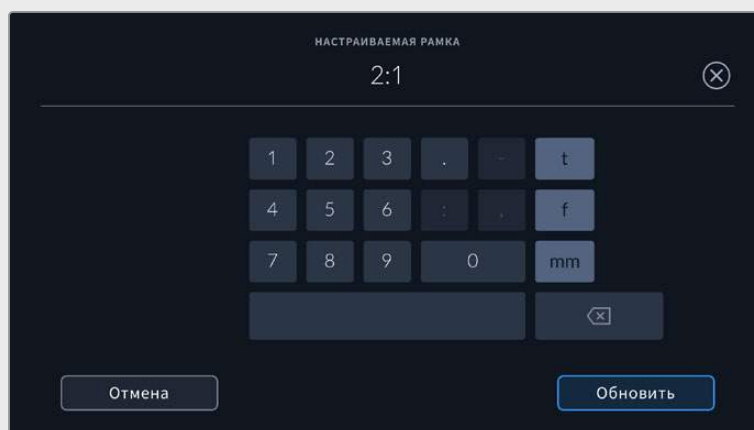 НАСТРАИВАЕМАЯ РАМКА
2:1
1 2 3 . - t
4 5 6 : , f
7 8 9 0 mm
Отмена Обновить